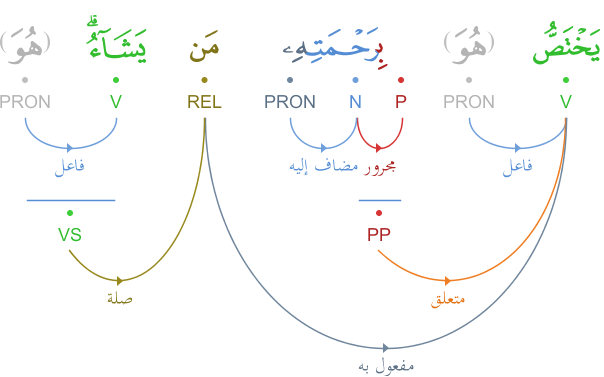 يَخْتَصُّ (هُوَ) بِرَحْمَتِهِۦ مَن يَشَآءُ ۗ (هُوَ)
V PRON P N PRON REL V PRON
فاعل مجرور مضاف إليه فاعل
PP VS
متعلق صلة
مفعول به